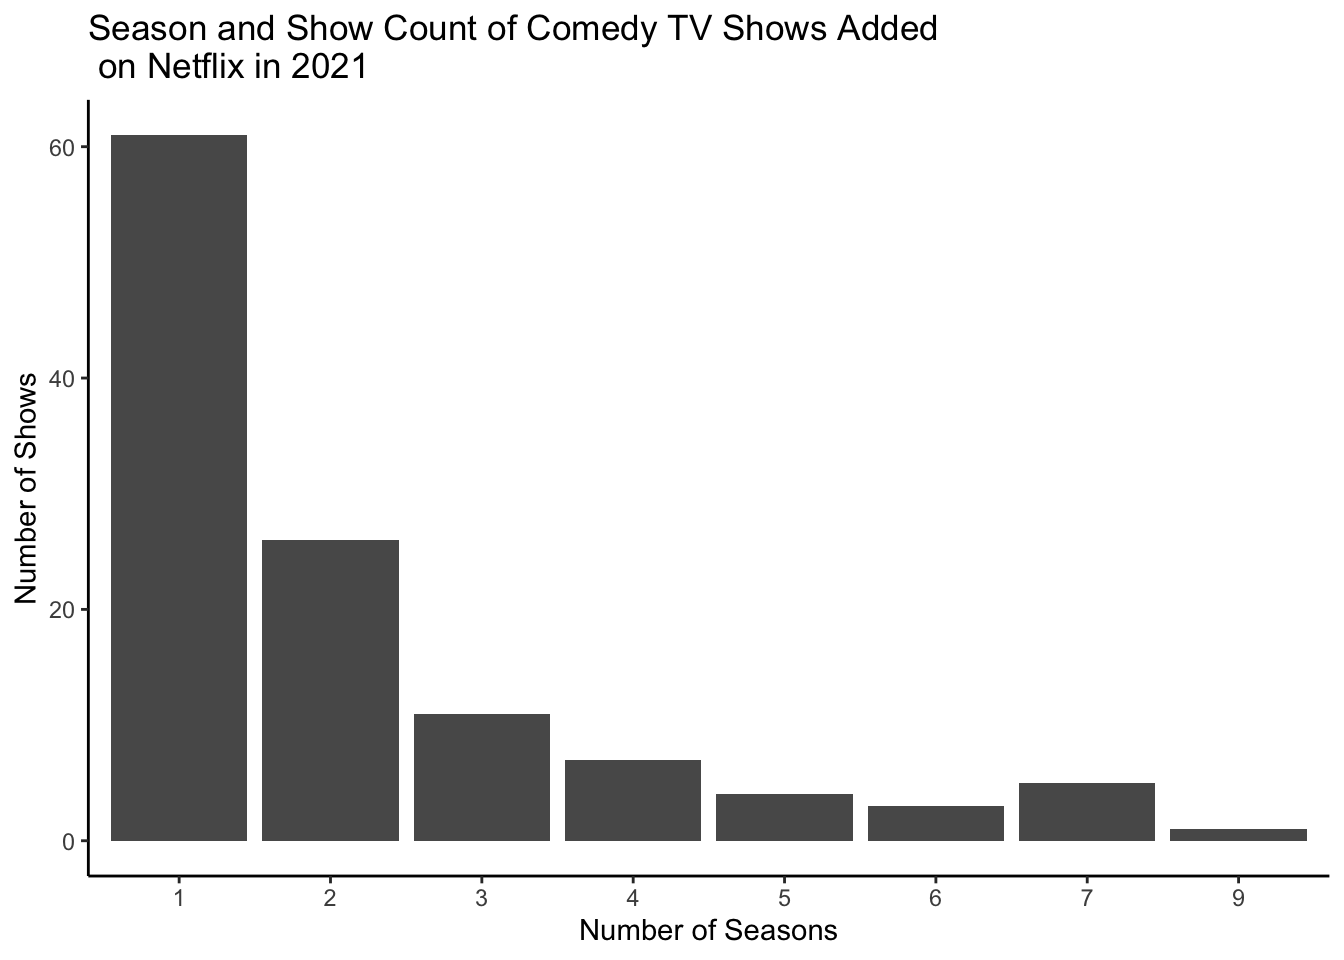 Season and Show Count of Comedy TV Shows Added
on Netflix in 2021
Number of Shows
60
40
20
0
1 2 3 4 5 6 7 9
Number of Seasons